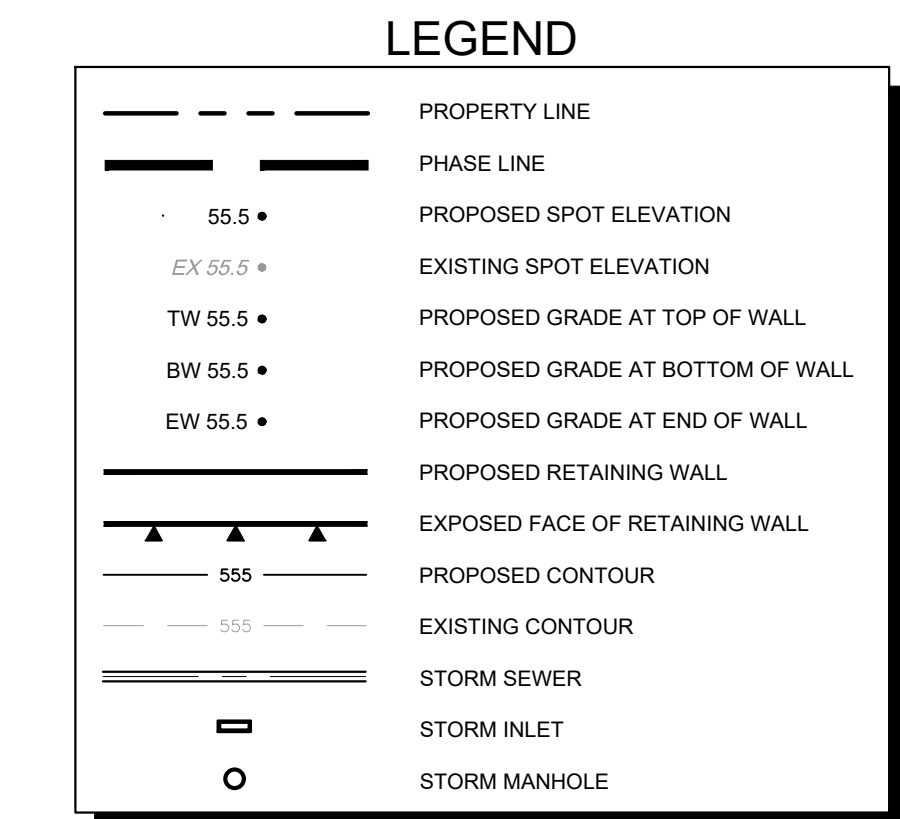 LEGEND
PROPERTY LINE
PHASE LINE
55.5 PROPOSED SPOT ELEVATION
EX 55.5 EXISTING SPOT ELEVATION
TW 55.5 PROPOSED GRADE AT TOP OF WALL
BW 55.5 PROPOSED GRADE AT BOTTOM OF WALL
EW 55.5 PROPOSED GRADE AT END OF WALL
PROPOSED RETAINING WALL
EXPOSED FACE OF RETAINING WALL
555 PROPOSED CONTOUR
555 EXISTING CONTOUR
STORM SEWER
STORM INLET
STORM MANHOLE